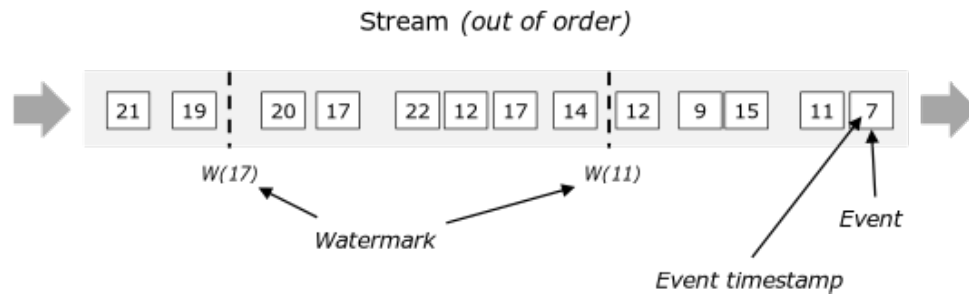 Stream (out of order)
21 19 20 17 22 12 17 14 12 9 15 11 7
W(17) W(11)
Watermark
Event
Event timestamp